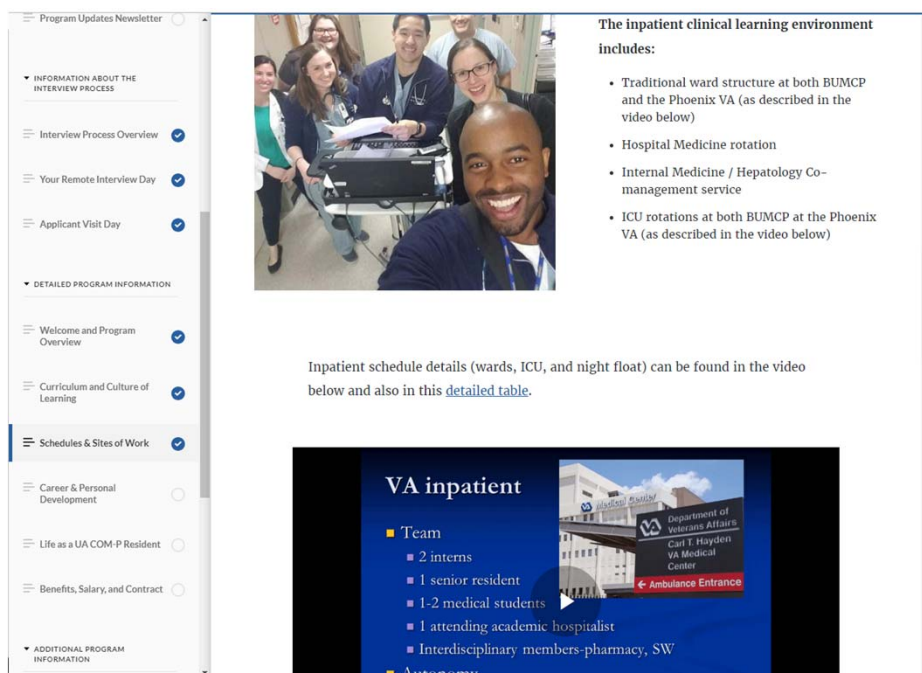 Program Updates Newsletter
INFORMATION ABOUT THE
INTERVIEW PROCESS
Interview Process Overview
Your Remote Interview Day
Applicant Visit Day
DETAILED PROGRAM INFORMATION
Welcome and Program
Overview
Curriculum and Culture of
Learning
Schedules & Sites of Work
Career & Personal
Development
Life as a UA COM-P Resident
Benefits, Salary, and Contract
ADDITIONAL PROGRAM
INFORMATION
The inpatient clinical learning environment
includes:
• Traditional ward structure at both BUMCP
and the Phoenix VA (as described in the
video below)
• Hospital Medicine rotation
• Internal Medicine / Hepatology Co-
management service
• ICU rotations at both BUMCP at the Phoenix
VA (as described in the video below)
Inpatient schedule details (wards, ICU, and night float) can be found in the video
below and also in this detailed table.
VA inpatient
Team
2 interns
1 senior resident
1-2 medical students
1 attending academic hospitalist
Interdisciplinary members-pharmacy, SW
Autonomy
Medical Center
VA
Department of
Veterans Affairs
Carl T. Hayden
VA Medical
Center
← Ambulance Entrance